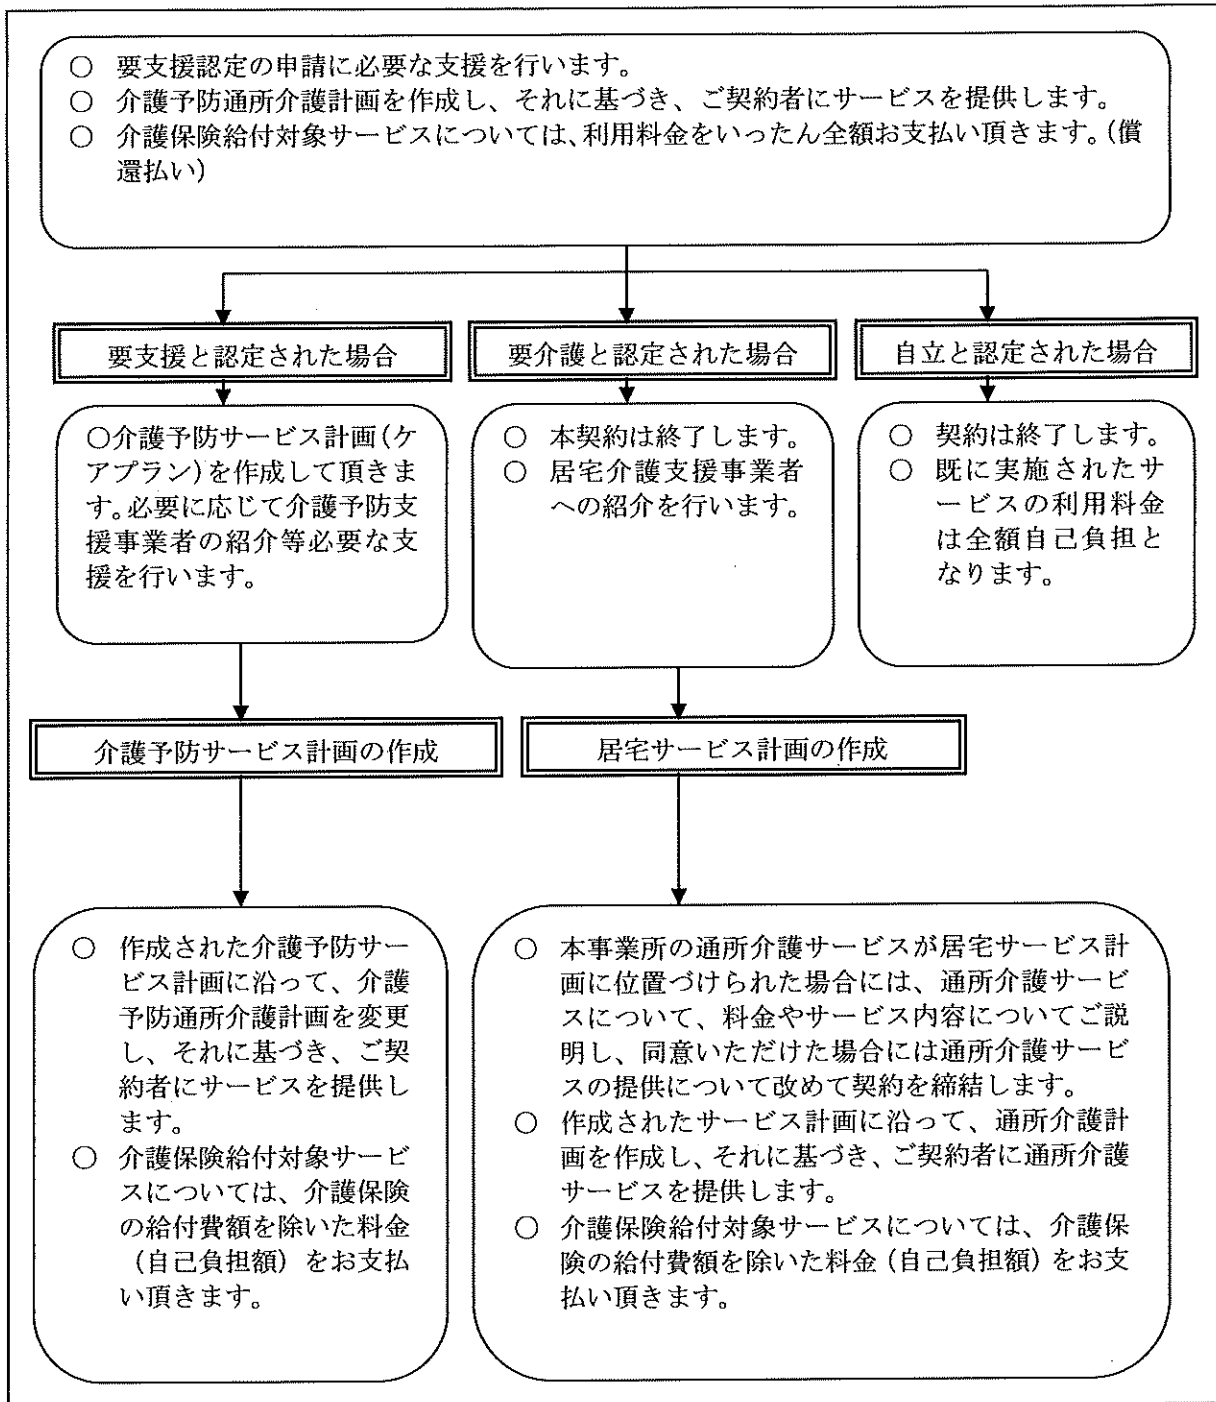 ○ 要支援認定の申請に必要な支援を行います。
○ 介護予防通所介護計画を作成し、それに基づき、ご契約者にサービスを提供します。
○ 介護保険給付対象サービスについては、利用料金をいったん全額お支払い頂きます。(償
還払い)
要支援と認定された場合
要介護と認定された場合
自立と認定された場合
○介護予防サービス計画(ケ
アプラン)を作成して頂きま
す。必要に応じて介護予防支
援事業者の紹介等必要な支
援を行います。
○ 本契約は終了します。
○ 居宅介護支援事業者
への紹介を行います。
○ 契約は終了します。
○ 既に実施されたサ
ービスの利用料金
は全額自己負担と
なります。
介護予防サービス計画の作成
居宅サービス計画の作成
○ 作成された介護予防サー
ビス計画に沿って、介護
予防通所介護計画を変更
し、それに基づき、ご契
約者にサービスを提供し
ます。
○ 介護保険給付対象サービ
スについては、介護保険
の給付費額を除いた料金
(自己負担額)をお支払
い頂きます。
○ 本事業所の通所介護サービスが居宅サービス計
画に位置づけられた場合には、通所介護サービ
スについて、料金やサービス内容についてご説
明し、同意いただけた場合には通所介護サービ
スの提供について改めて契約を締結します。
○ 作成されたサービス計画に沿って、通所介護計
画を作成し、それに基づき、ご契約者に通所介護
サービスを提供します。
○ 介護保険給付対象サービスについては、介護保
険の給付費額を除いた料金(自己負担額)をお支
払い頂きます。